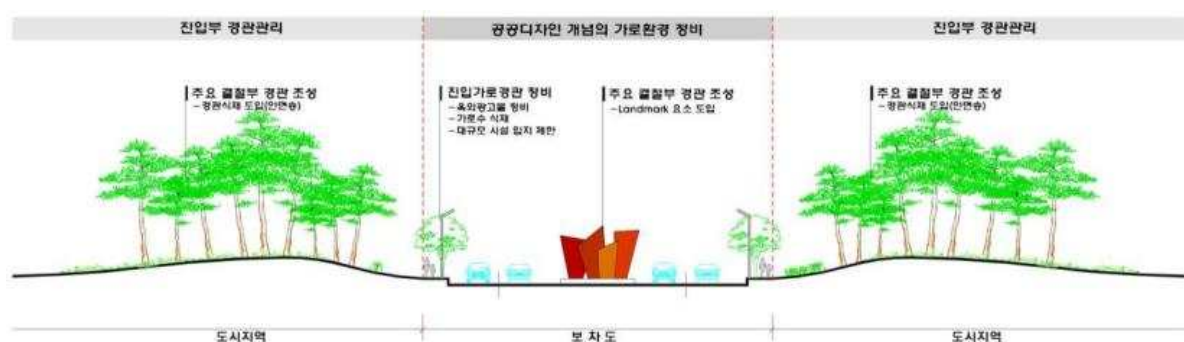 진입부 경관관리
공공디자인 개념의 가로환경 정비
진입부 경관관리
주요 결절부 경관 조성
-경관식재 도입(안면송)
진입가로경관 정비
-옥외광고물 정비
-가로수 식재
-대규모 시설 입지 제한
주요 결절부 경관 조성
-Landmark 요소 도입
주요 결절부 경관 조성
-경관식재 도입(안면송)
도시지역
보 차 도
도시지역